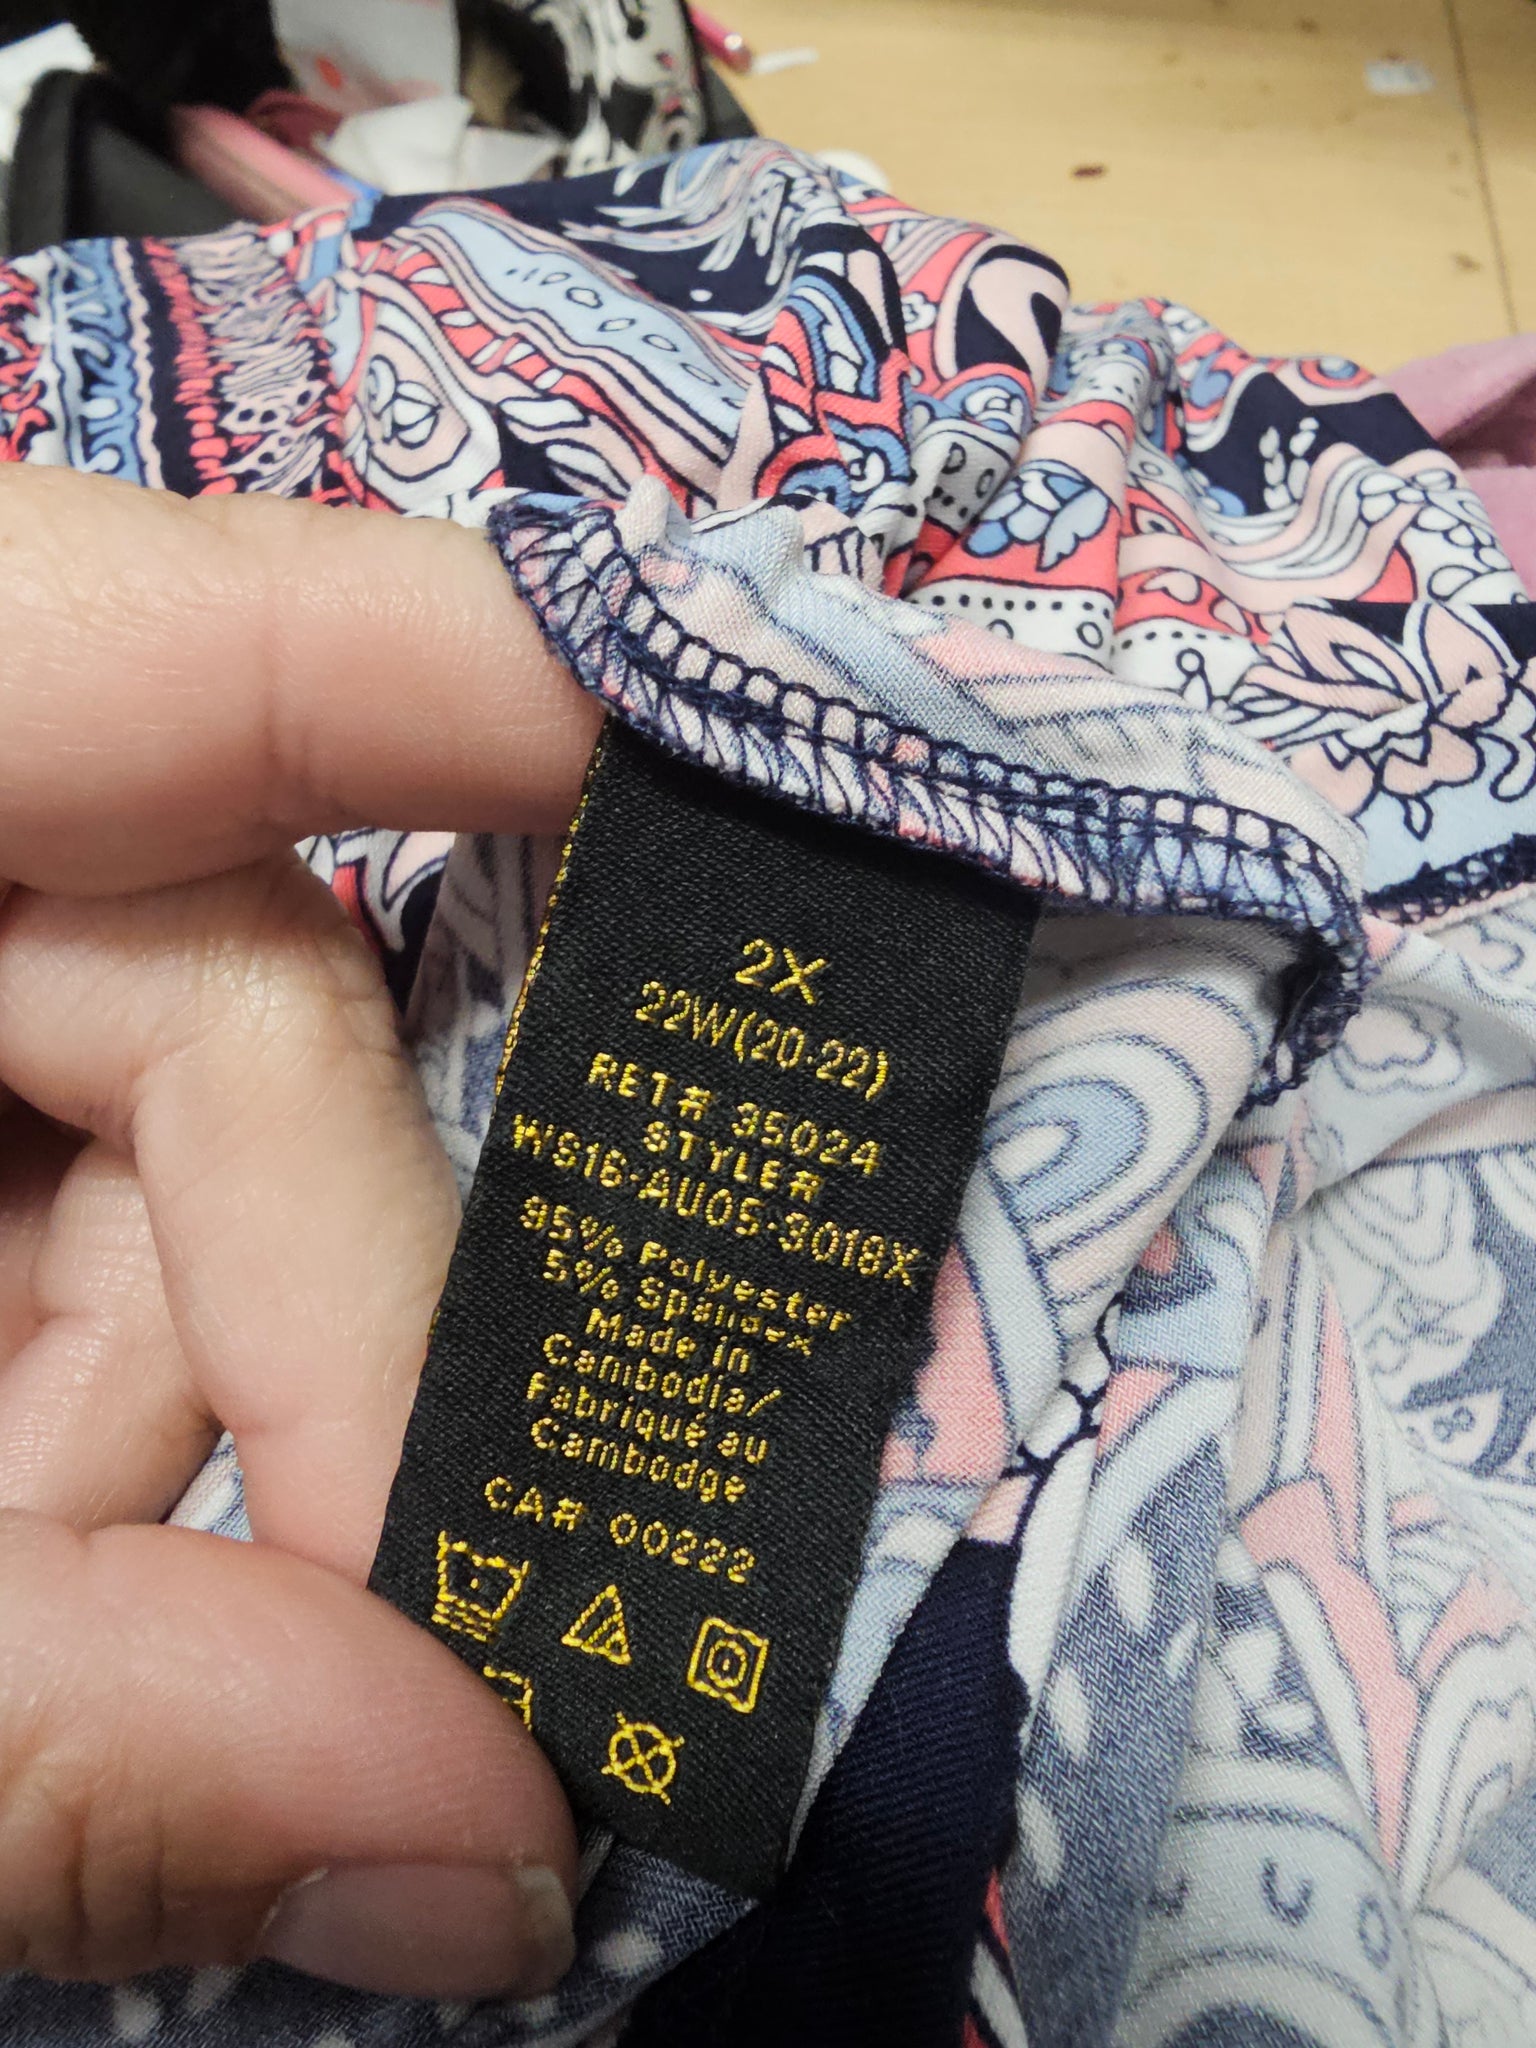 2X
22W(20-22)
RET# 35024
STYLE#
WS16-AU05-3018X
95% Polyester
5% Spandex
Made in
Cambodia/
Fabriqué au
Cambodge
CA# 00222